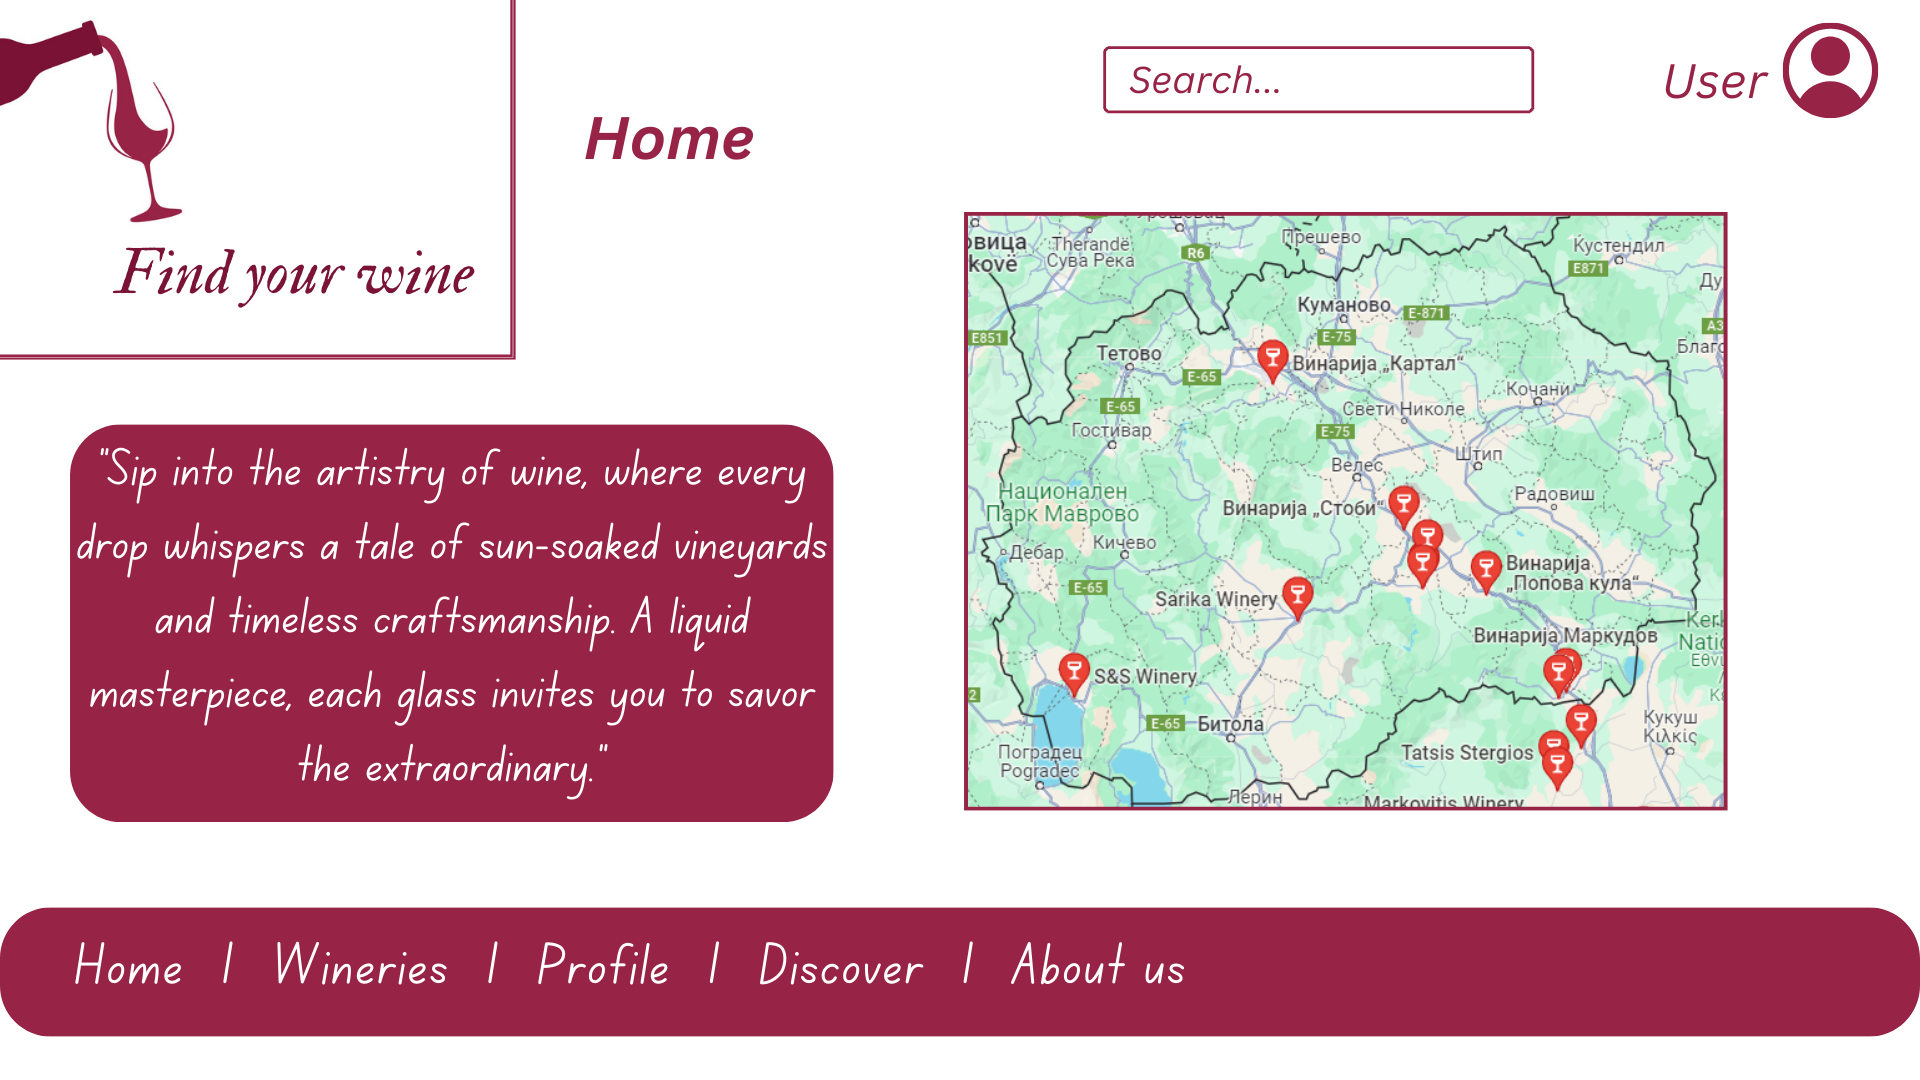 Find your wine
Home
Search...
User
"Sip into the artistry of wine, where every
drop whispers a tale of sun-soaked vineyards
and timeless craftsmanship. A liquid
masterpiece, each glass invites you to savor
the extraordinary."
овица
kovë
Therandë
Сува Река
R6
Прешево
Ќустендил
E871
Ду
Куманово
E-871
E851
E-75
A3
Благо
Тетово
Винарија „Картал“
E-65
Кочани
E-65
Свети Николе
Гостивар
E-75
Велес
Штип
Национален
Парк Маврово
Винарија „Стоби“
Радовиш
Дебар
Кичево
Винарија
„Попова кула“
E-65
Sarika Winery
Винарија Маркудов
Kerk
Natio
Εθνι
S&S Winery
2
E-65
Битола
Кукуш
Κιλκίς
Поградец
Pogradec
Tatsis Stergios
Лерин
Markovitis Winery
Home | Wineries | Profile | Discover | About us